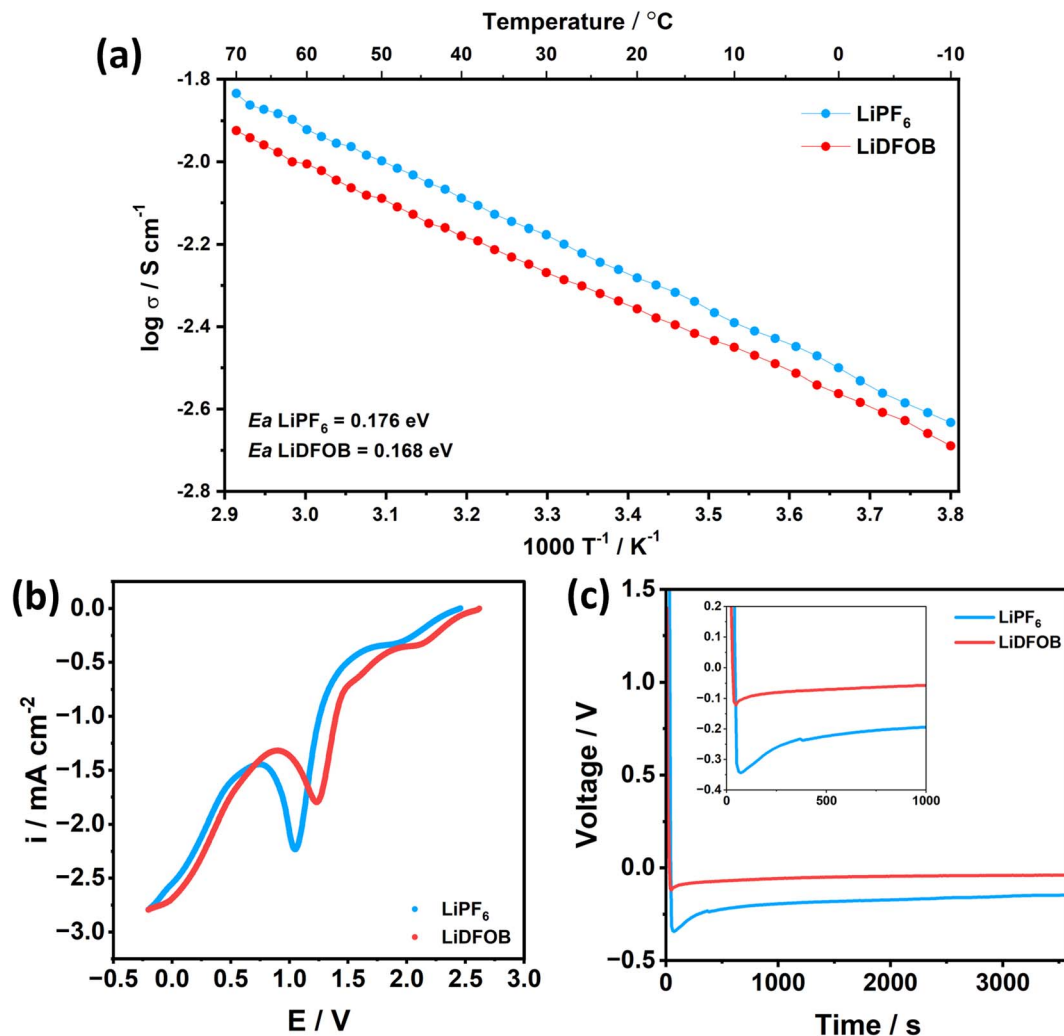 (a)
Temperature / °C
70 60 50 40 30 20 10 0 -10
-1.8
-2.0
-2.2
-2.4
-2.6
-2.8
log σ / S cm⁻¹
LiPF₆
LiDFOB
Ea LiPF₆ = 0.176 eV
Ea LiDFOB = 0.168 eV
2.9 3.0 3.1 3.2 3.3 3.4 3.5 3.6 3.7 3.8
1000 T⁻¹ / K⁻¹
(b)
0.0
−0.5
−1.0
−1.5
−2.0
−2.5
−3.0
i / mA cm⁻²
LiPF₆
LiDFOB
−0.5 0.0 0.5 1.0 1.5 2.0 2.5 3.0
E / V
(c)
1.5
1.0
0.5
0.0
−0.5
Voltage / V
0.2
0.1
0.0
−0.1
−0.2
−0.3
−0.4
0 500 1000
LiPF₆
LiDFOB
0 1000 2000 3000
Time / s